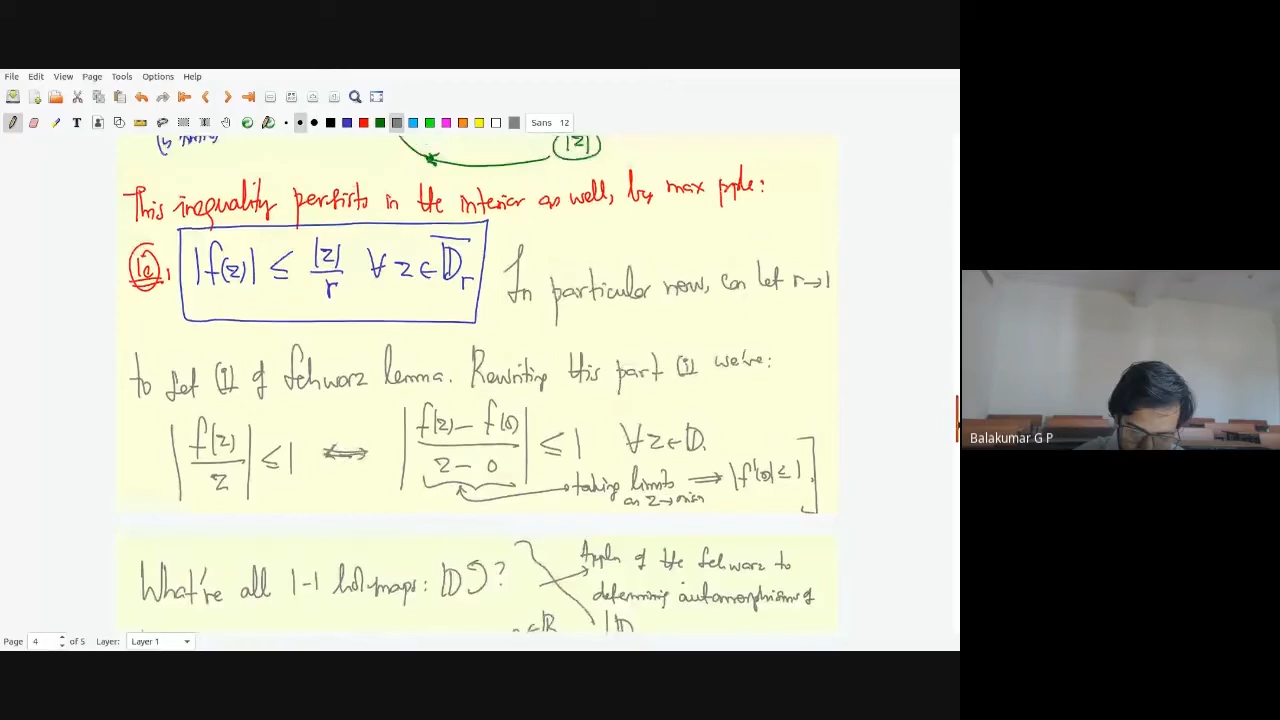 File Edit View Page Tools Options Help
Sans 12
|z|
This inequality persists in the interior as well, by max pple:
ie, |f(z)| ≤ |z|/r ∀ z ∈ 𝔻̅_r In particular now, can let r→1
to get (i) of Schwarz lemma. Rewriting this part (i) we've:
|f(z)/z| ≤ 1 ⟺ |(f(z) − f(0))/(z − 0)| ≤ 1 ∀ z ∈ 𝔻.
taking limits as z→origin ⟹ |f'(0)| ≤ 1.]
What're all 1-1 hol. maps: 𝔻 ? Appln of the Schwarz to
determining automorphisms of
𝔻
Page 4 of 5 Layer: Layer 1
Balakumar G P